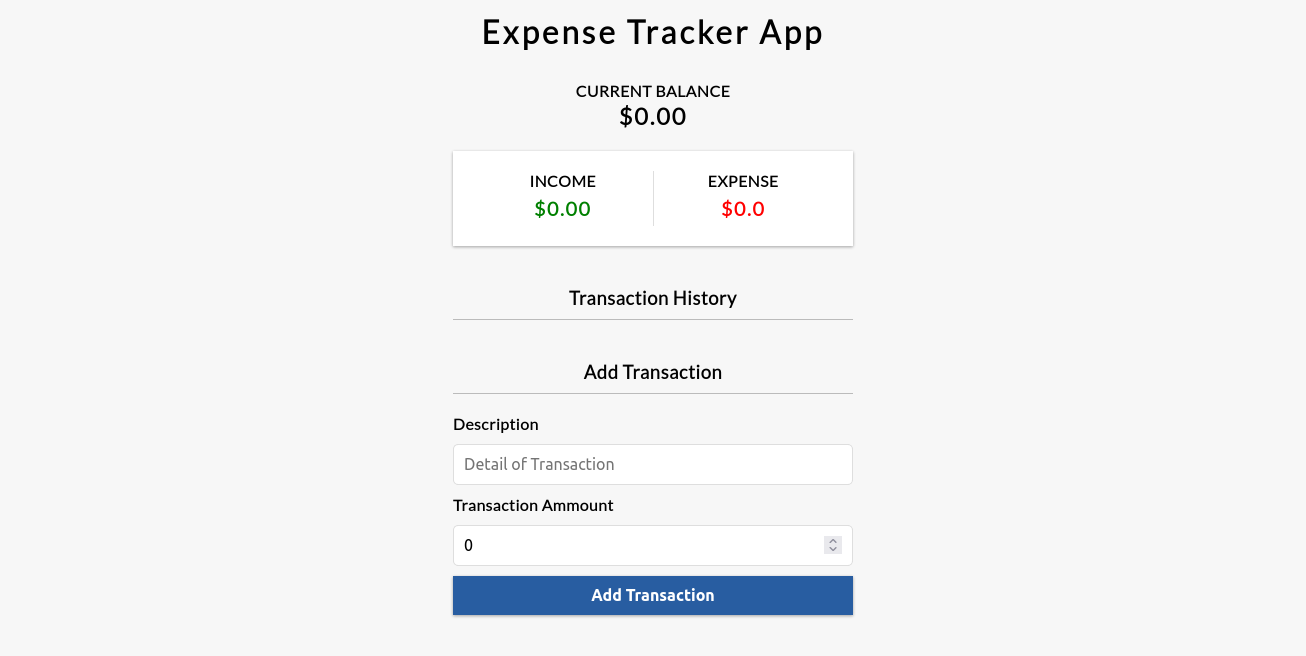 Expense Tracker App
CURRENT BALANCE
$0.00
INCOME EXPENSE
$0.00 $0.0
Transaction History
Add Transaction
Description
Detail of Transaction
Transaction Ammount
0
Add Transaction